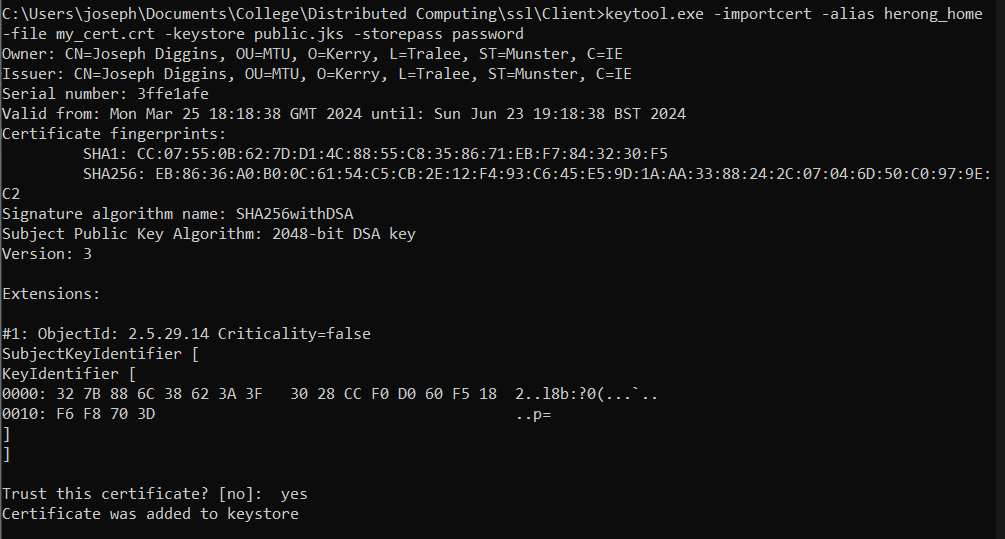 C:\Users\joseph\Documents\College\Distributed Computing\ssl\Client>keytool.exe -importcert -alias herong_home
-file my_cert.crt -keystore public.jks -storepass password
Owner: CN=Joseph Diggins, OU=MTU, O=Kerry, L=Tralee, ST=Munster, C=IE
Issuer: CN=Joseph Diggins, OU=MTU, O=Kerry, L=Tralee, ST=Munster, C=IE
Serial number: 3ffe1afe
Valid from: Mon Mar 25 18:18:38 GMT 2024 until: Sun Jun 23 19:18:38 BST 2024
Certificate fingerprints:
         SHA1: CC:07:55:0B:62:7D:D1:4C:88:55:C8:35:86:71:EB:F7:84:32:30:F5
         SHA256: EB:86:36:A0:B0:0C:61:54:C5:CB:2E:12:F4:93:C6:45:E5:9D:1A:AA:33:88:24:2C:07:04:6D:50:C0:97:9E:
C2
Signature algorithm name: SHA256withDSA
Subject Public Key Algorithm: 2048-bit DSA key
Version: 3
Extensions:
#1: ObjectId: 2.5.29.14 Criticality=false
SubjectKeyIdentifier [
KeyIdentifier [
0000: 32 7B 88 6C 38 62 3A 3F   30 28 CC F0 D0 60 F5 18  2..l8b:?0(...`..
0010: F6 F8 70 3D                                        ..p=
]
]
Trust this certificate? [no]:  yes
Certificate was added to keystore